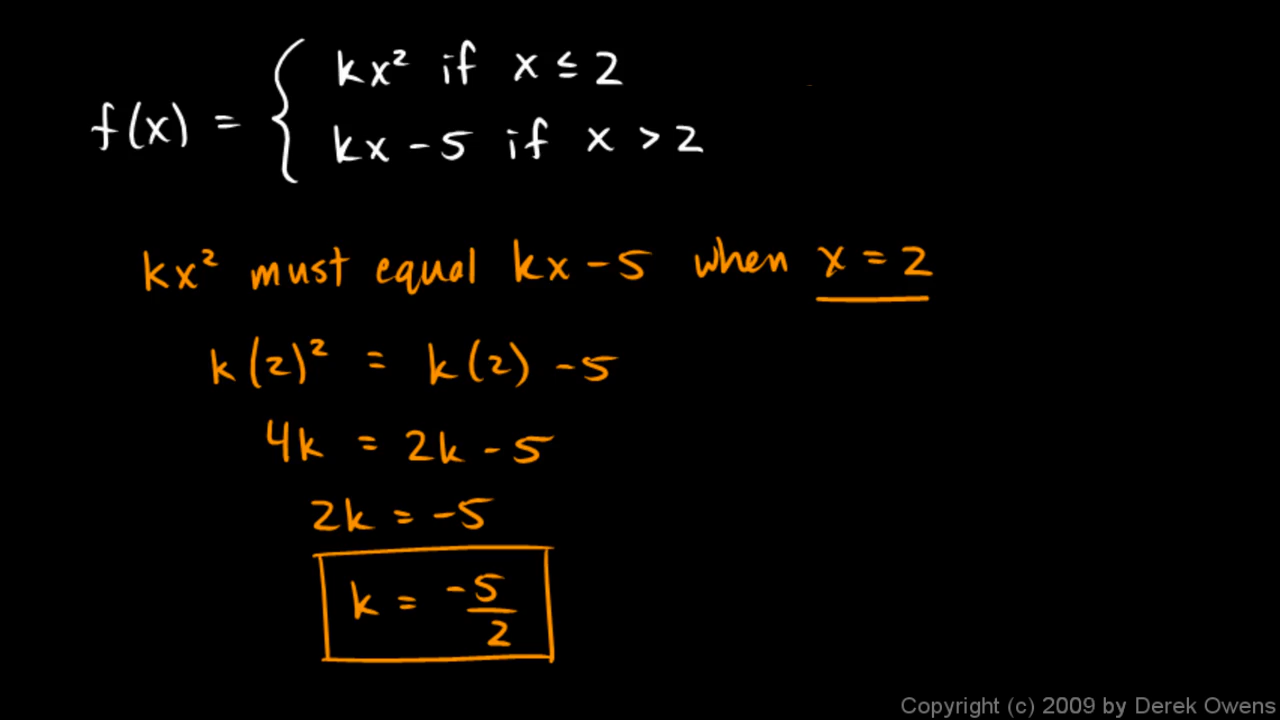 f(x) = { kx² if x ≤ 2
kx - 5 if x > 2
kx² must equal kx - 5 when x = 2
k(2)² = k(2) - 5
4k = 2k - 5
2k = -5
k = -5/2
Copyright (c) 2009 by Derek Owens